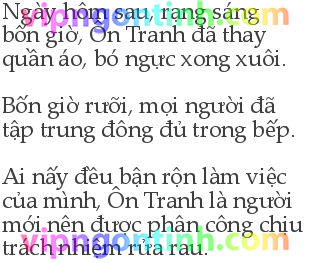 Ngày hôm sau, rạng sáng
bốn giờ, Ôn Tranh đã thay
quần áo, bó ngực xong xuôi.
Bốn giờ rưỡi, mọi người đã
tập trung đông đủ trong bếp.
Ai nấy đều bận rộn làm việc
của mình, Ôn Tranh là người
mới nên được phân công chịu
trách nhiệm rửa rau.
vipngontinh.com
vipngontinh.com